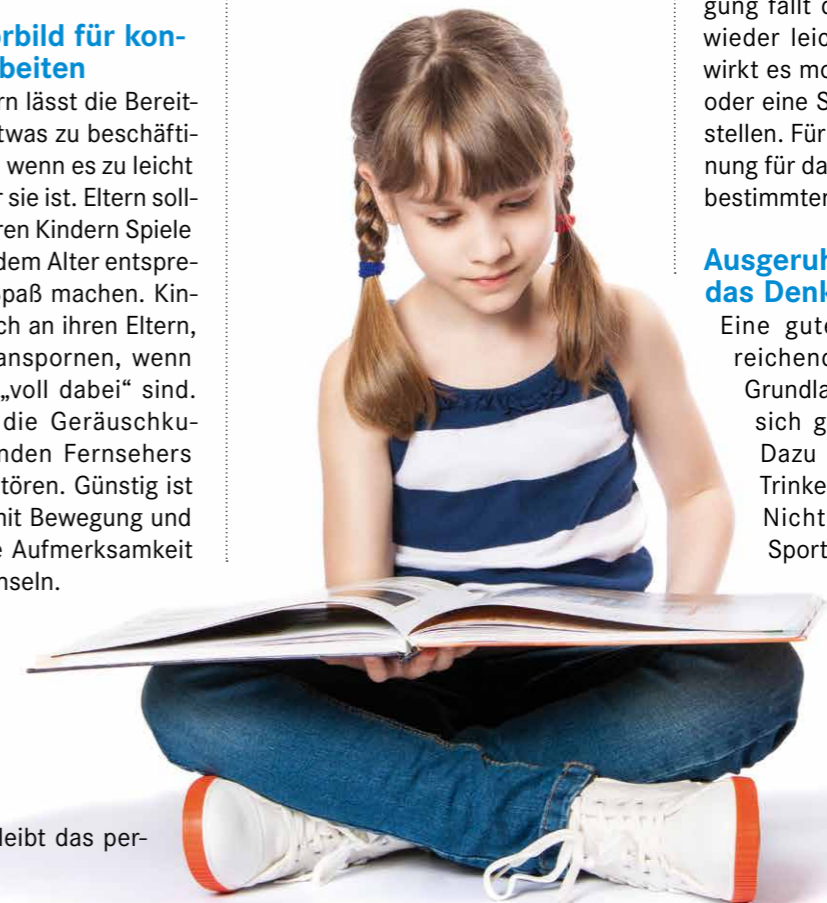 rbild für kon-
beiten
rn lässt die Bereit-
twas zu beschäfti-
wenn es zu leicht
r sie ist. Eltern soll-
ren Kindern Spiele
dem Alter entspre-
paß machen. Kin-
ch an ihren Eltern,
anspornen, wenn
„voll dabei“ sind.
die Geräuschku-
nden Fernsehers
tören. Günstig ist
mit Bewegung und
e Aufmerksamkeit
hseln.
leibt das per-
gung fällt
wieder leic
wirkt es mo
oder eine S
stellen. Für
nung für da
bestimmter
Ausgeruh
das Denk
Eine gute
reichend
Grundla
sich g
Dazu
Trinke
Nicht
Sport